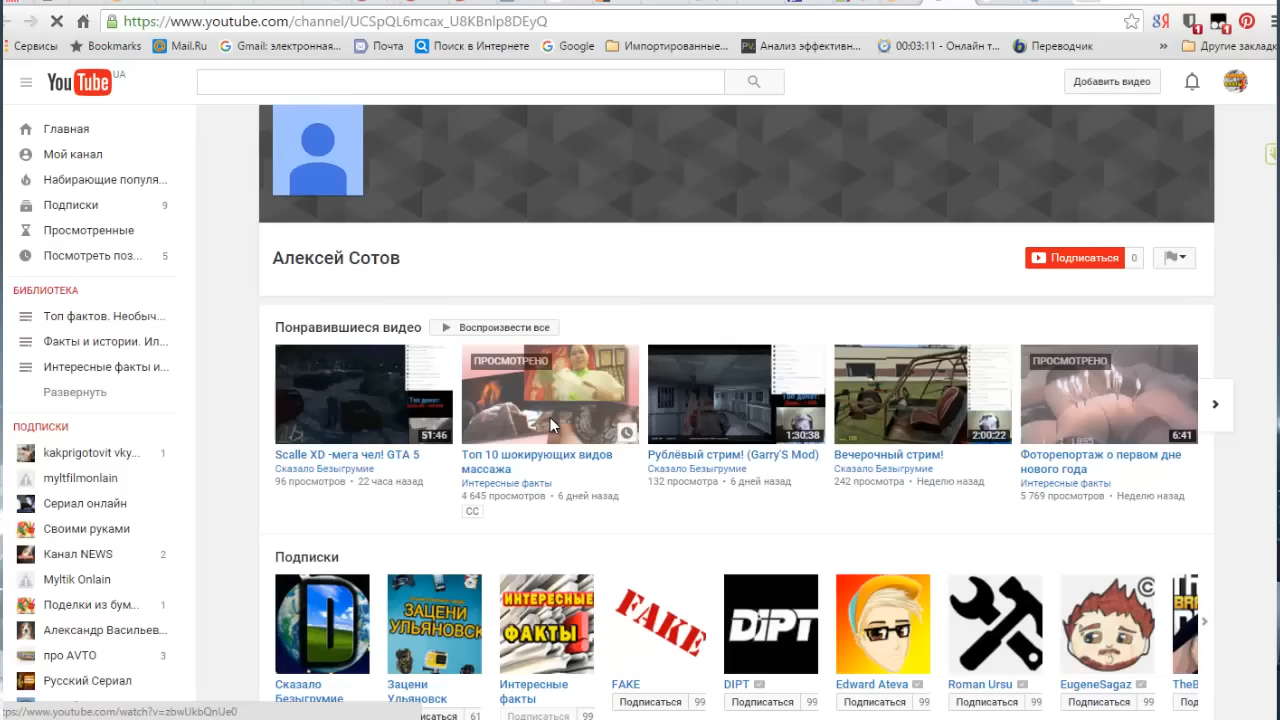 https://www.youtube.com/channel/UCSpQL6mcax_U8KBnlp8DEyQ
Сервисы
Bookmarks
Mail.Ru
Gmail: электронная...
Почта
Поиск в Интернете
Google
Импортированные...
PV.
Анализ эффективн...
00:03:11 - Онлайн т...
Переводчик
»
Другие заклад
You Tube UA
Добавить видео
Главная
Мой канал
Набирающие популя...
Подписки 9
Просмотренные
Посмотреть поз... 5
БИБЛИОТЕКА
Топ фактов. Необыч...
Факты и истории. Ил...
Интересные факты и...
Развернуть
ПОДПИСКИ
kakprigotovit vky... 1
myltfilmonlain
Сериал онлайн
Своими руками
Канал NEWS 2
Myltik Onlain
Поделки из бум... 1
Александр Васильев...
про AVTO 3
Русский Сериал
Алексей Сотов
Подписаться 0
Понравившиеся видео
Воспроизвести все
51:46
Scalle XD -мега чел! GTA 5
Сказало Безыгрумие
96 просмотров • 22 часа назад
ПРОСМОТРЕНО
Топ 10 шокирующих видов
массажа
Интересные факты
4 645 просмотров • 6 дней назад
CC
1:30:38
Рублёвый стрим! (Garry'S Mod)
Сказало Безыгрумие
132 просмотра • 6 дней назад
2:00:22
Вечерочный стрим!
Сказало Безыгрумие
242 просмотра • Неделю назад
ПРОСМОТРЕНО
6:41
Фоторепортаж о первом дне
нового года
Интересные факты
5 769 просмотров • Неделю назад
Подписки
D
ЗАЦЕНИ
УЛЬЯНОВСК
ИНТЕРЕСНЫЕ
ФАКТЫ!
FAKE
DIPT
Сказало
Безыгрумие
Зацени
Ульяновск
61
Интересные
факты
Подписаться 99
FAKE
Подписаться 99
DIPT
Подписаться 99
Edward Ateva
Подписаться 99
Roman Ursu
Подписаться 99
EugeneSagaz
Подписаться 99
TheB
Под
tps://www.youtube.com/watch?v=zbwUkbQnUe0